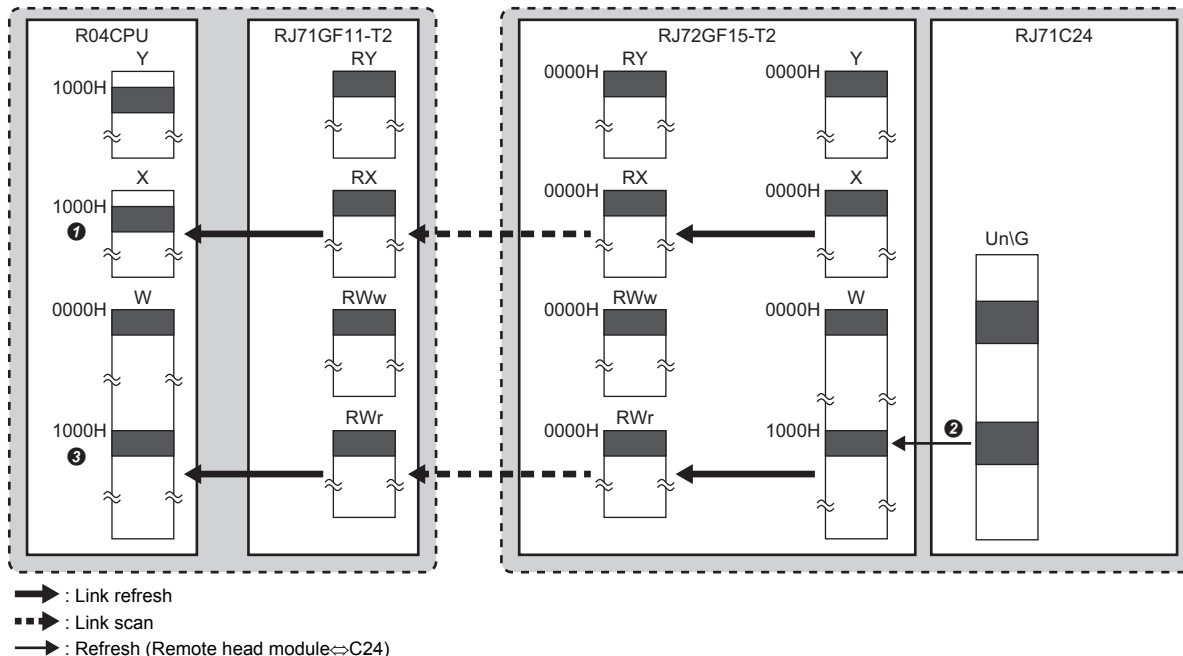 R04CPU
RJ71GF11-T2
RJ72GF15-T2
RJ71C24
Y
RY
RY
Y
1000H
0000H
0000H
X
RX
RX
X
1000H
0000H
0000H
❶
Un\G
W
RWw
RWw
W
0000H
0000H
0000H
RWr
RWr
1000H
0000H
1000H
❷
❸
: Link refresh
: Link scan
: Refresh (Remote head module⇔C24)